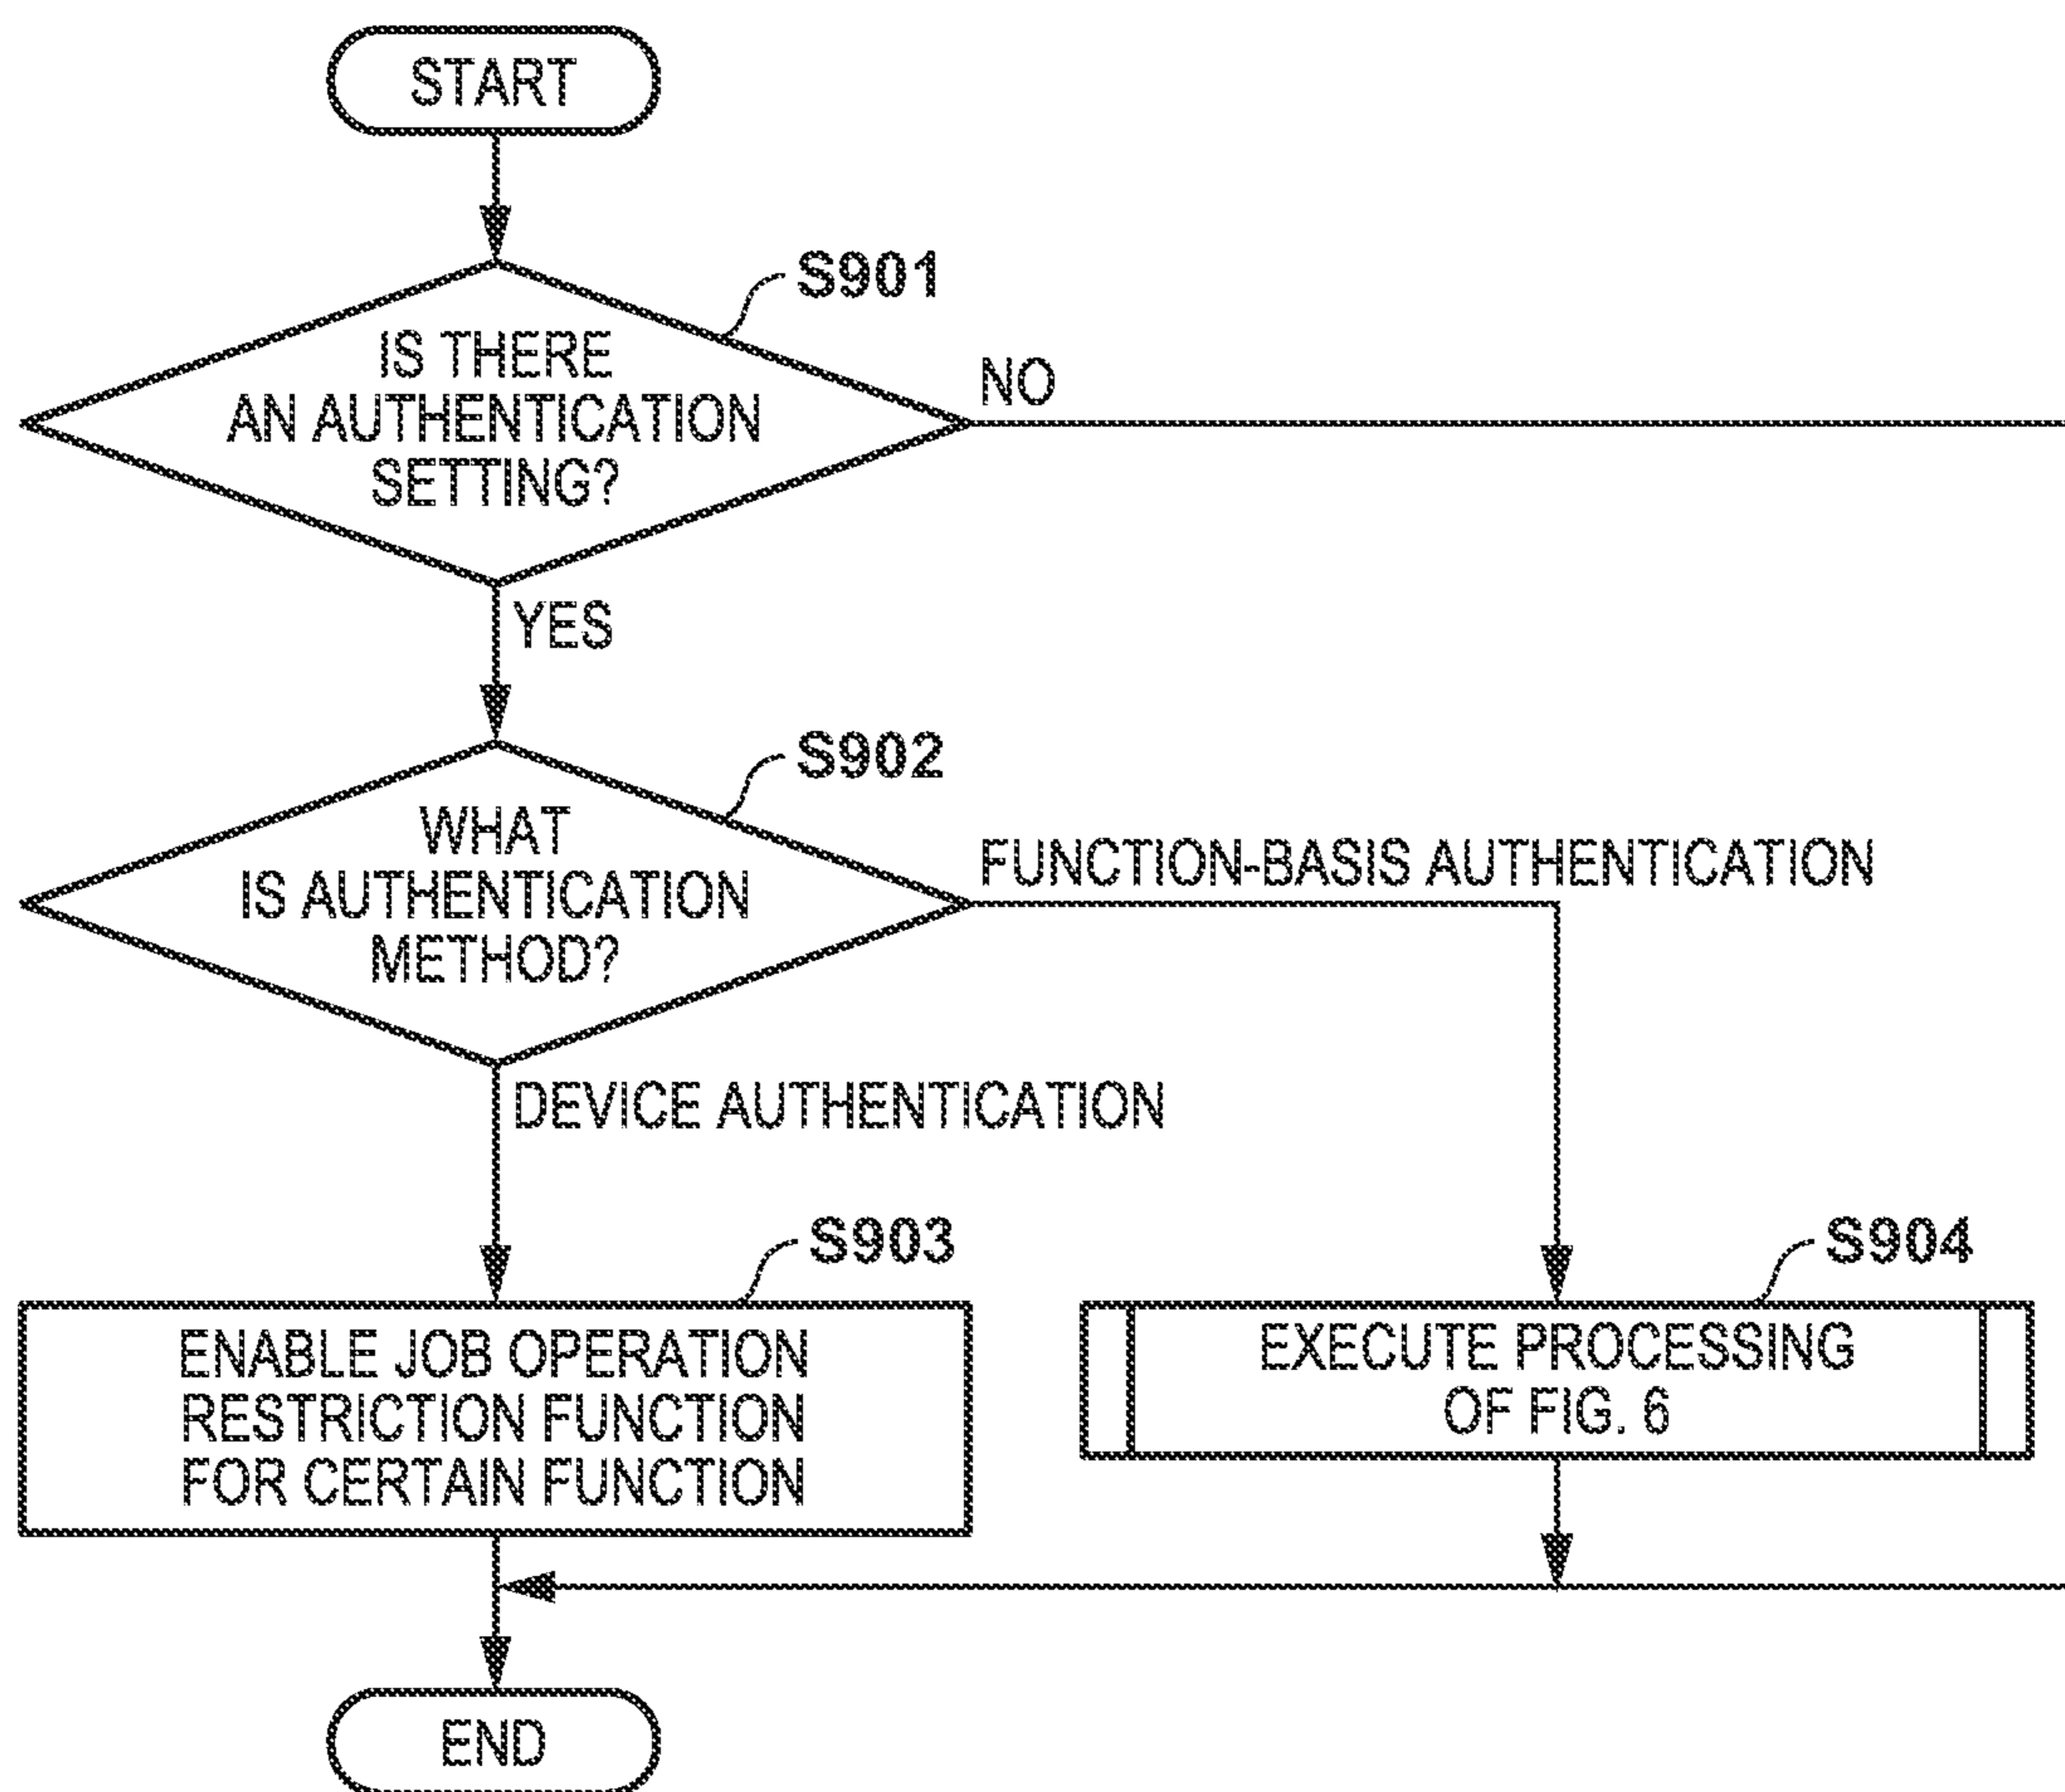 START
S901
IS THERE
AN AUTHENTICATION
SETTING?
NO
YES
S902
WHAT
IS AUTHENTICATION
METHOD?
FUNCTION-BASIS AUTHENTICATION
DEVICE AUTHENTICATION
S903
ENABLE JOB OPERATION
RESTRICTION FUNCTION
FOR CERTAIN FUNCTION
S904
EXECUTE PROCESSING
OF FIG. 6
END